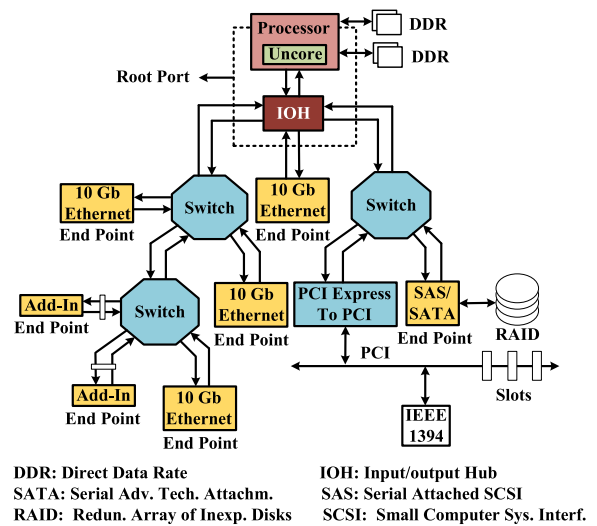 Processor
Uncore
DDR
DDR
Root Port
IOH
10 Gb
Ethernet
End Point
Switch
10 Gb
Ethernet
End Point
Switch
10 Gb
Ethernet
End Point
PCI Express
To PCI
SAS/
SATA
End Point
RAID
Add-In
End Point
Switch
PCI
Slots
Add-In
End Point
10 Gb
Ethernet
End Point
IEEE
1394
DDR: Direct Data Rate
IOH: Input/output Hub
SATA: Serial Adv. Tech. Attachm.
SAS: Serial Attached SCSI
RAID: Redun. Array of Inexp. Disks
SCSI: Small Computer Sys. Interf.